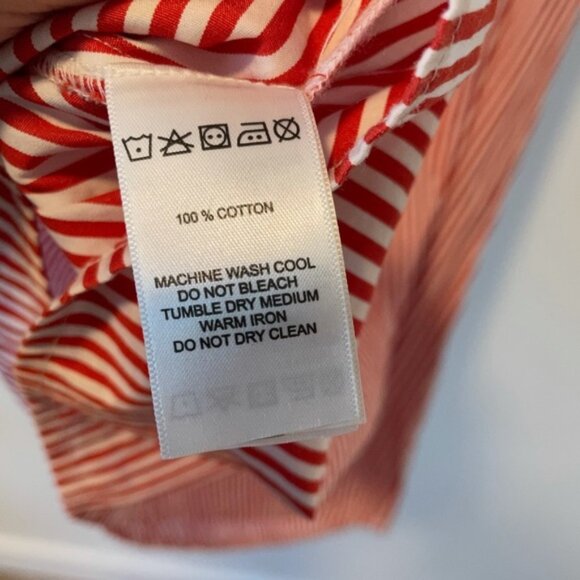 100 % COTTON
MACHINE WASH COOL
DO NOT BLEACH
TUMBLE DRY MEDIUM
WARM IRON
DO NOT DRY CLEAN